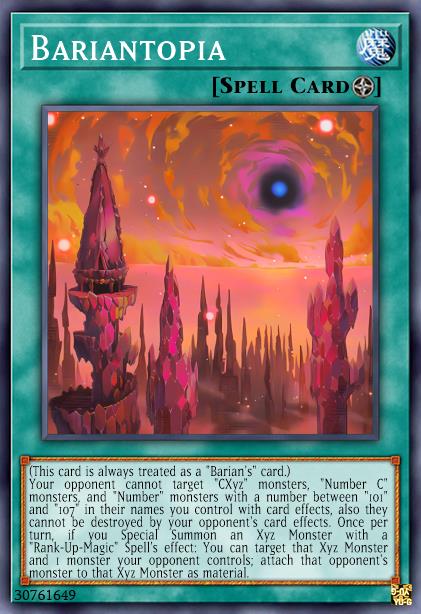 BARIANTOPIA
魔
[SPELL CARD]
(This card is always treated as a "Barian's" card.)
Your opponent cannot target "CXyz" monsters, "Number C"
monsters, and "Number" monsters with a number between "101"
and "107" in their names you control with card effects, also they
cannot be destroyed by your opponent's card effects. Once per
turn, if you Special Summon an Xyz Monster with a
"Rank-Up-Magic" Spell's effect: You can target that Xyz Monster
and 1 monster your opponent controls; attach that opponent's
monster to that Xyz Monster as material.
30761649